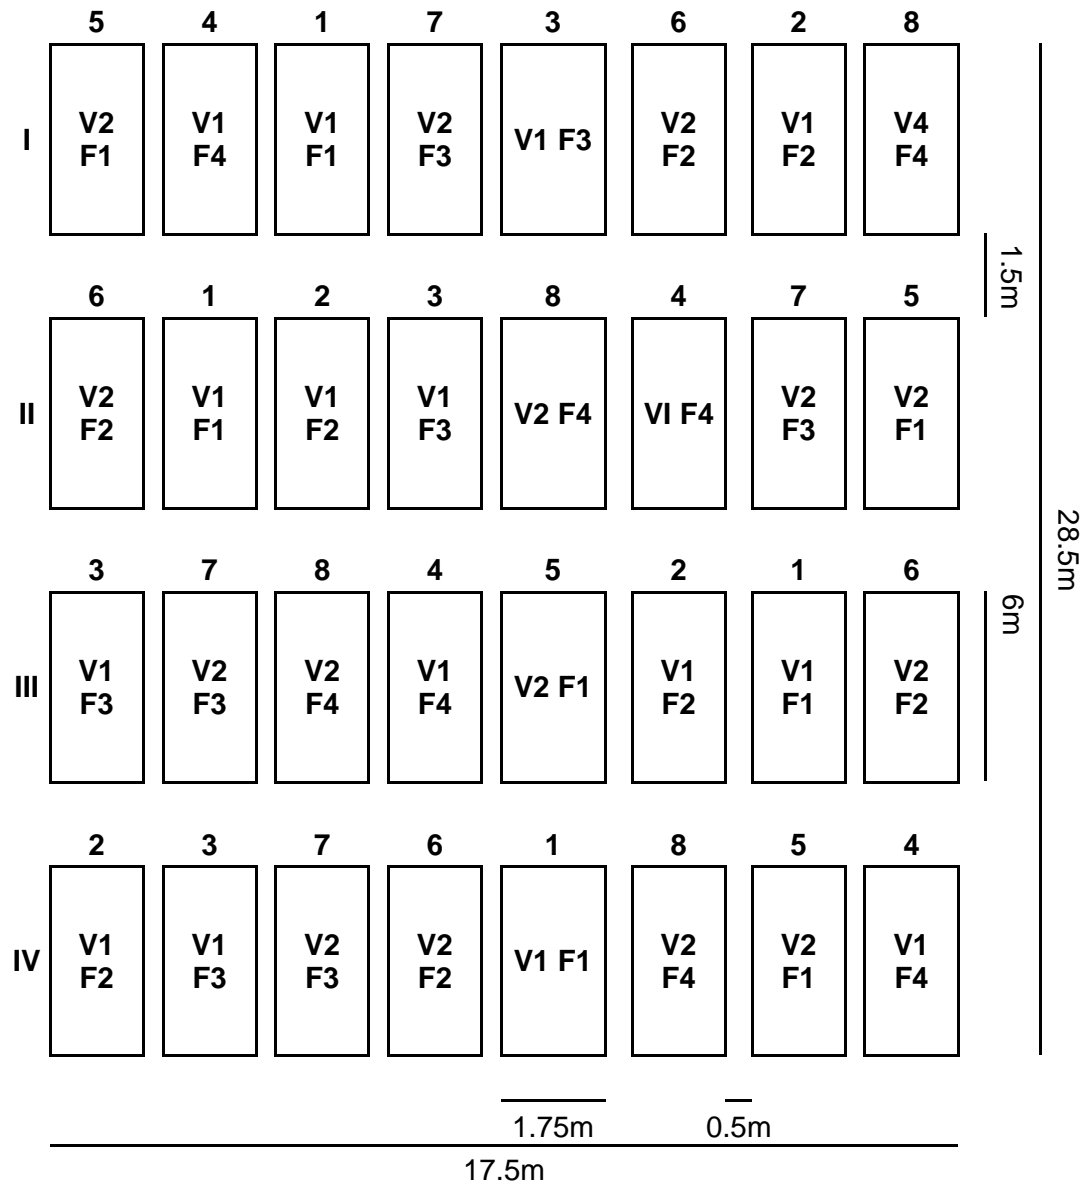 5 4 1 7 3 6 2 8
I
V2
F1
V1
F4
V1
F1
V2
F3
V1 F3
V2
F2
V1
F2
V4
F4
1.5m
6 1 2 3 8 4 7 5
II
V2
F2
V1
F1
V1
F2
V1
F3
V2 F4
VI F4
V2
F3
V2
F1
28.5m
3 7 8 4 5 2 1 6
III
V1
F3
V2
F3
V2
F4
V1
F4
V2 F1
V1
F2
V1
F1
V2
F2
6m
2 3 7 6 1 8 5 4
IV
V1
F2
V1
F3
V2
F3
V2
F2
V1 F1
V2
F4
V2
F1
V1
F4
1.75m 0.5m
17.5m